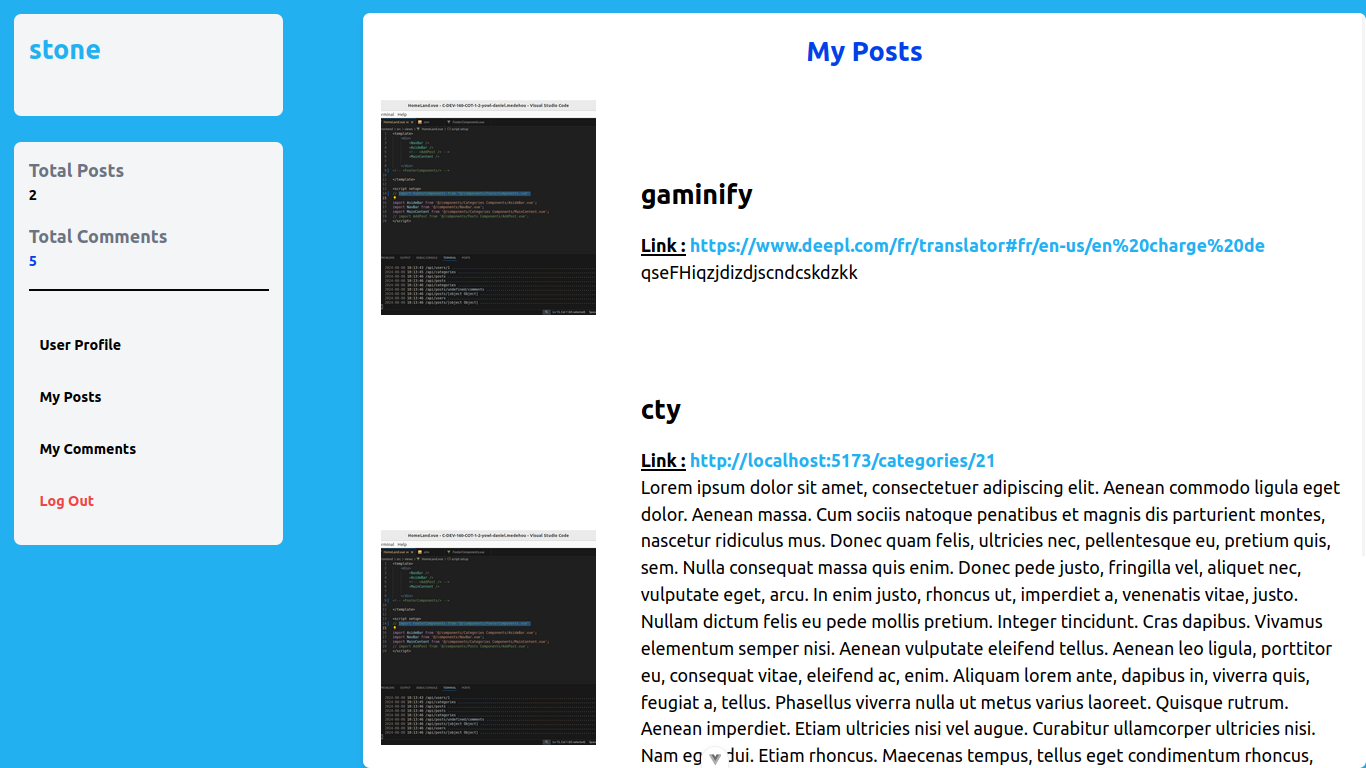 stone
Total Posts
2
Total Comments
5
User Profile
My Posts
My Comments
Log Out
My Posts
HomeLand.vue - C-DEV-160-COT-1-2-yowl-daniel.medehou - Visual Studio Code
gaminify
Link : https://www.deepl.com/fr/translator#fr/en-us/en%20charge%20de
qseFHiqzjdizdjscndcskdzkk
HomeLand.vue - C-DEV-160-COT-1-2-yowl-daniel.medehou - Visual Studio Code
cty
Link : http://localhost:5173/categories/21
Lorem ipsum dolor sit amet, consectetuer adipiscing elit. Aenean commodo ligula eget
dolor. Aenean massa. Cum sociis natoque penatibus et magnis dis parturient montes,
nascetur ridiculus mus. Donec quam felis, ultricies nec, pellentesque eu, pretium quis,
sem. Nulla consequat massa quis enim. Donec pede justo, fringilla vel, aliquet nec,
vulputate eget, arcu. In enim justo, rhoncus ut, imperdiet a, venenatis vitae, justo.
Nullam dictum felis eu pede mollis pretium. Integer tincidunt. Cras dapibus. Vivamus
elementum semper nisi. Aenean vulputate eleifend tellus. Aenean leo ligula, porttitor
eu, consequat vitae, eleifend ac, enim. Aliquam lorem ante, dapibus in, viverra quis,
feugiat a, tellus. Phasellus viverra nulla ut metus varius laoreet. Quisque rutrum.
Aenean imperdiet. Etiam ultricies nisi vel augue. Curabitur ullamcorper ultricies nisi.
Nam eg dui. Etiam rhoncus. Maecenas tempus, tellus eget condimentum rhoncus,